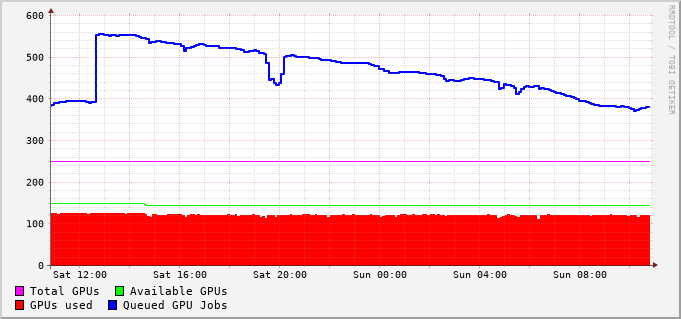 600
500
400
300
200
100
0
Sat 12:00 Sat 16:00 Sat 20:00 Sun 00:00 Sun 04:00 Sun 08:00
Total GPUs Available GPUs
GPUs used Queued GPU Jobs
RRDTOOL / TOBI OETIKER